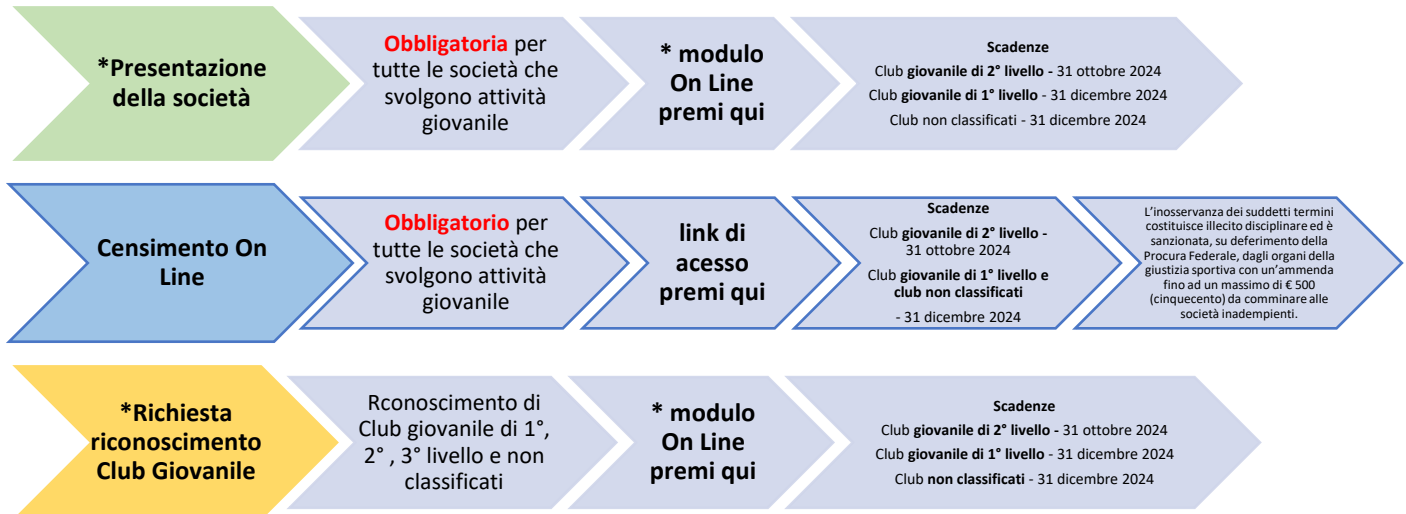 *Presentazione
della società
Obbligatoria per
tutte le società che
svolgono attività
giovanile
* modulo
On Line
premi qui
Scadenze
Club giovanile di 2° livello - 31 ottobre 2024
Club giovanile di 1° livello - 31 dicembre 2024
Club non classificati - 31 dicembre 2024
Censimento On
Line
Obbligatorio per
tutte le società che
svolgono attività
giovanile
link di
acesso
premi qui
Scadenze
Club giovanile di 2° livello -
31 ottobre 2024
Club giovanile di 1° livello e
club non classificati
- 31 dicembre 2024
L'inosservanza dei suddetti termini
costituisce illecito disciplinare ed è
sanzionata, su deferimento della
Procura Federale, dagli organi della
giustizia sportiva con un'ammenda
fino ad un massimo di € 500
(cinquecento) da comminare alle
società inadempienti.
*Richiesta
riconoscimento
Club Giovanile
Rconoscimento di
Club giovanile di 1°,
2° , 3° livello e non
classificati
* modulo
On Line
premi qui
Scadenze
Club giovanile di 2° livello - 31 ottobre 2024
Club giovanile di 1° livello - 31 dicembre 2024
Club non classificati - 31 dicembre 2024